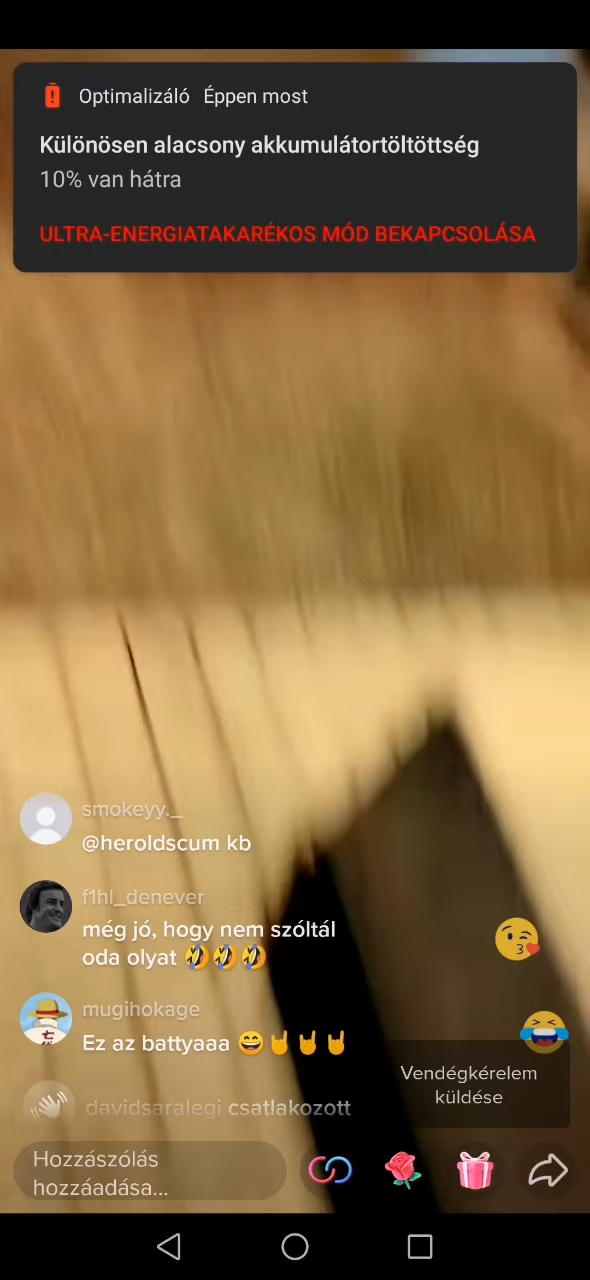 Optimalizáló Éppen most
Különösen alacsony akkumulátortöltöttség
10% van hátra
ULTRA-ENERGIATAKARÉKOS MÓD BEKAPCSOLÁSA
smokeyy._
@heroldscum kb
f1hl_denever
még jó, hogy nem szóltál
oda olyat 🤣🤣🤣
mugihokage
Ez az battyaaa 😄🤘🤘🤘
davidsaralegi csatlakozott
Vendégkérelem
küldése
Hozzászólás
hozzáadása...